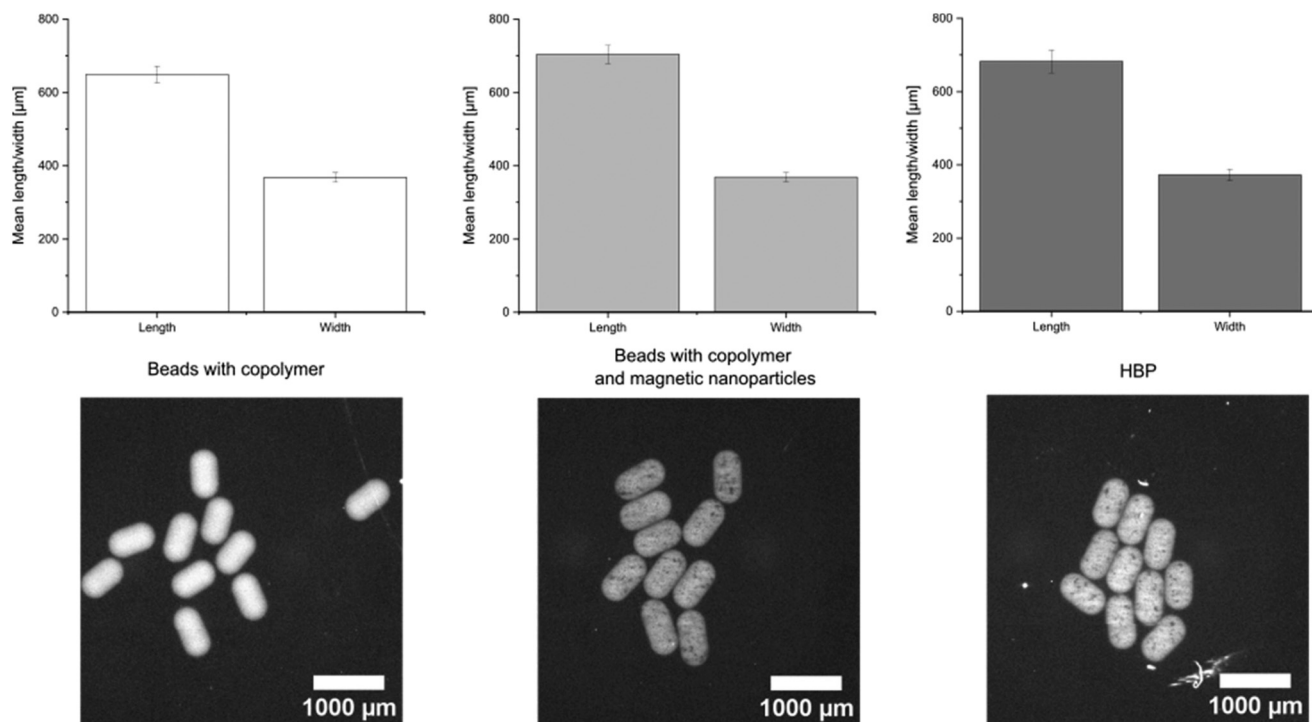 800
600
400
200
0
Mean length/width [µm]
Length
Width
800
600
400
200
0
Mean length/width [µm]
Length
Width
800
600
400
200
0
Mean length/width [µm]
Length
Width
Beads with copolymer
Beads with copolymer
and magnetic nanoparticles
HBP
1000 µm
1000 µm
1000 µm